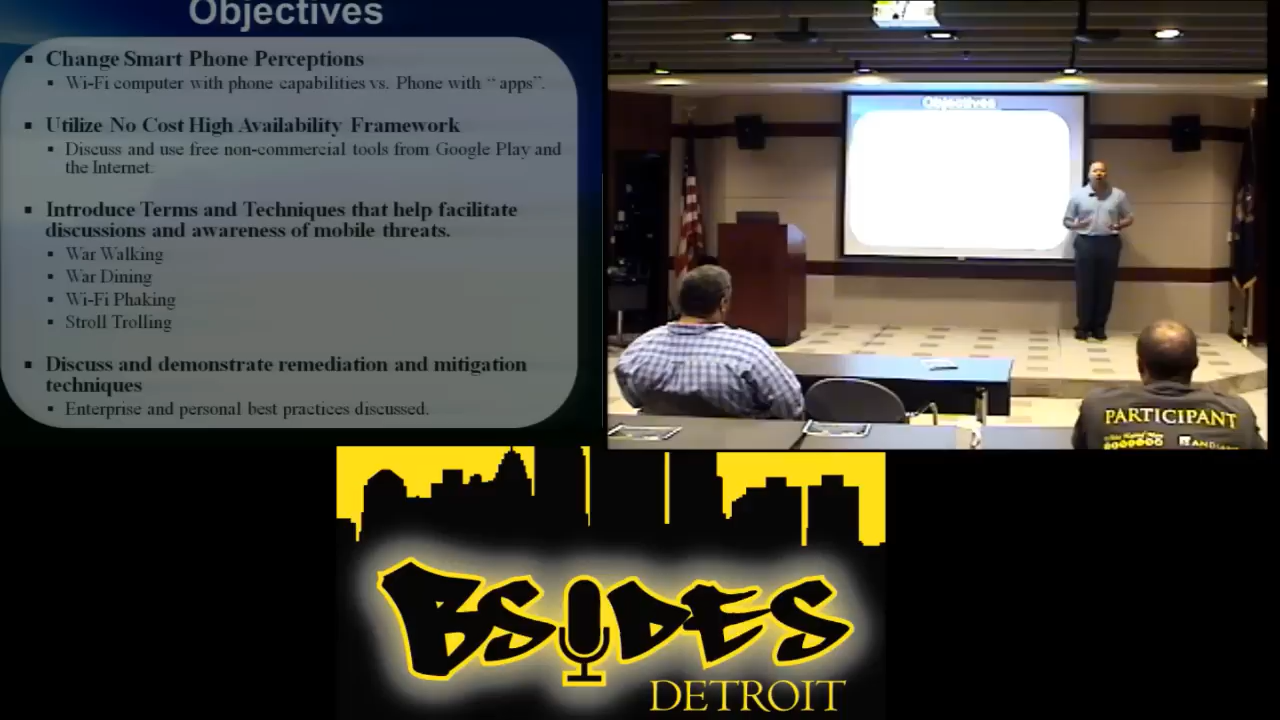 Objectives
▪ Change Smart Phone Perceptions
▪ Wi-Fi computer with phone capabilities vs. Phone with “ apps”.
▪ Utilize No Cost High Availability Framework
▪ Discuss and use free non-commercial tools from Google Play and
the Internet.
▪ Introduce Terms and Techniques that help facilitate
discussions and awareness of mobile threats.
▪ War Walking
▪ War Dining
▪ Wi-Fi Phaking
▪ Stroll Trolling
▪ Discuss and demonstrate remediation and mitigation
techniques
▪ Enterprise and personal best practices discussed.
Objectives
PARTICIPANT
BSIDES
DETROIT